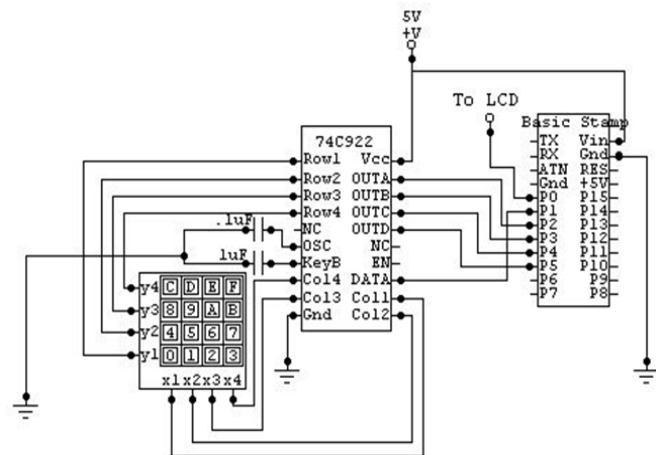 5V
+V
To LCD
Basic Stamp
TX Vin
RX Gnd
ATN RES
Gnd +5V
P0 P15
P1 P14
P2 P13
P3 P12
P4 P11
P5 P10
P6 P9
P7 P8
74C922
Row1 Vcc
Row2 OUTA
Row3 OUTB
Row4 OUTC
NC OUTD
OSC NC
KeyB EN
Col4 DATA
Col3 Col1
Gnd Col2
.1uF
1uF
y4 C D E F
y3 8 9 A B
y2 4 5 6 7
y1 0 1 2 3
x1 x2 x3 x4